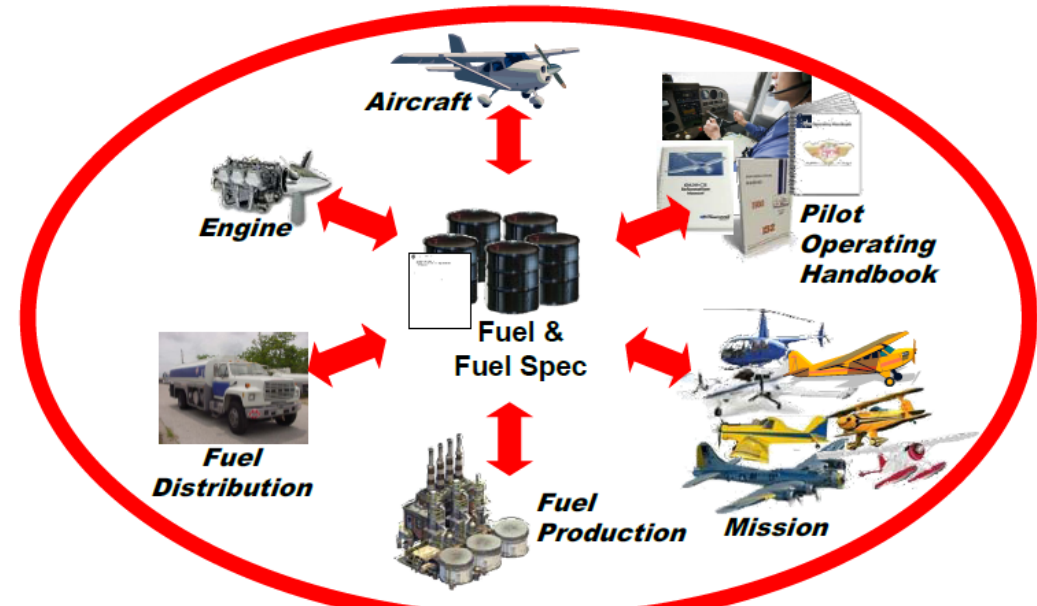 Aircraft
Engine
Pilot
Operating
Handbook
Fuel &
Fuel Spec
Fuel
Distribution
Fuel
Production
Mission